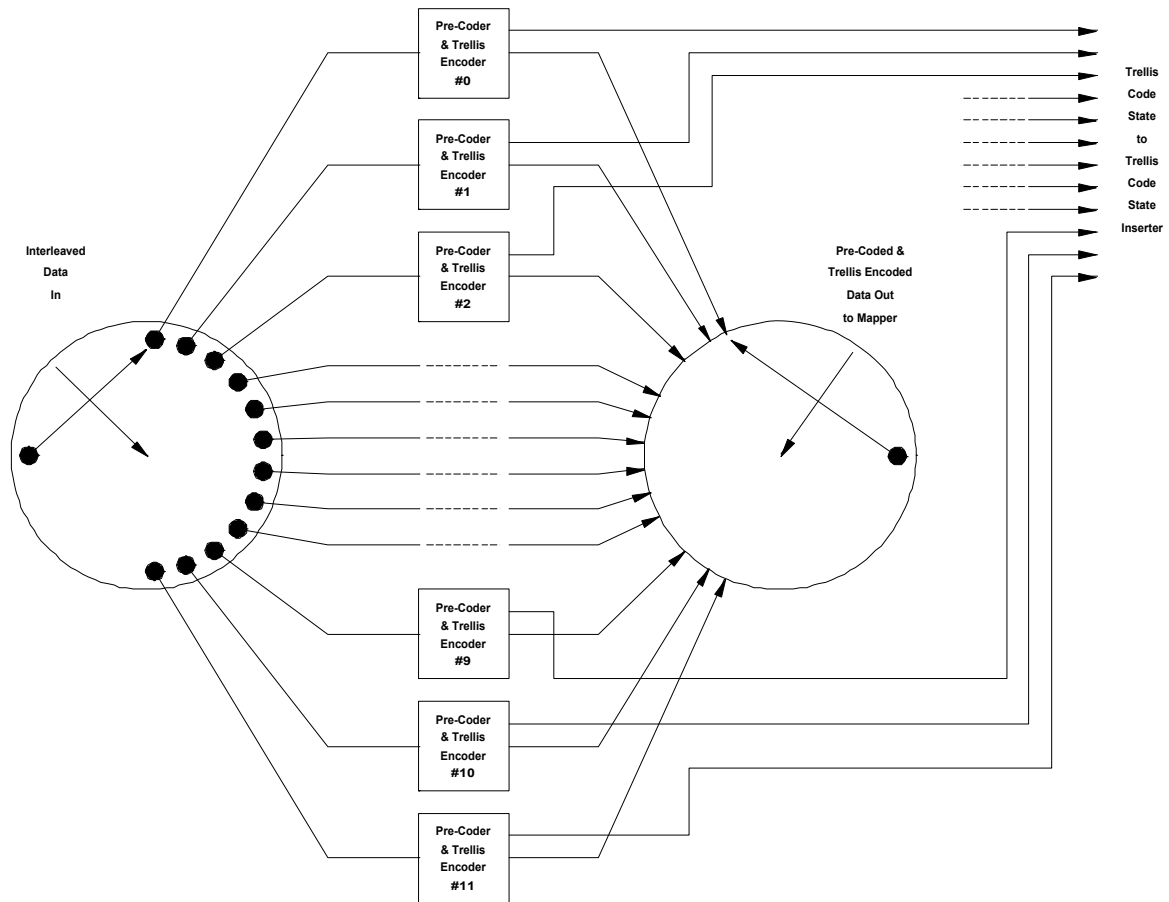 Pre-Coder
& Trellis
Encoder
#0
Pre-Coder
& Trellis
Encoder
#1
Pre-Coder
& Trellis
Encoder
#2
Trellis
Code
State
to
Trellis
Code
State
Inserter
Interleaved
Data
In
Pre-Coded &
Trellis Encoded
Data Out
to Mapper
Pre-Coder
& Trellis
Encoder
#9
Pre-Coder
& Trellis
Encoder
#10
Pre-Coder
& Trellis
Encoder
#11